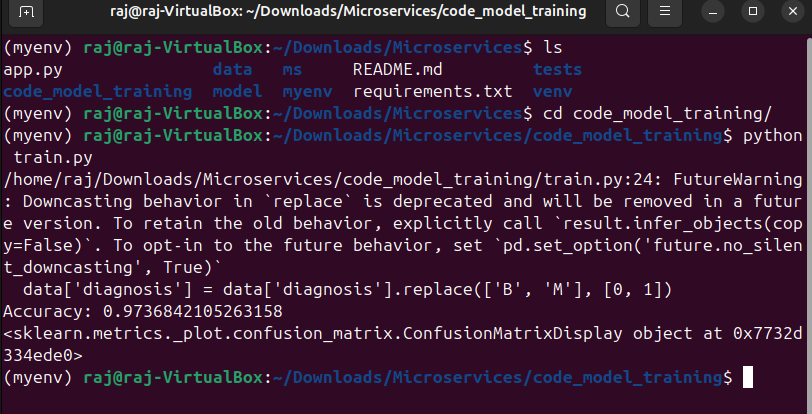 raj@raj-VirtualBox: ~/Downloads/Microservices/code_model_training
(myenv) raj@raj-VirtualBox:~/Downloads/Microservices$ ls
app.py data ms README.md tests
code_model_training model myenv requirements.txt venv
(myenv) raj@raj-VirtualBox:~/Downloads/Microservices$ cd code_model_training/
(myenv) raj@raj-VirtualBox:~/Downloads/Microservices/code_model_training$ python
 train.py
/home/raj/Downloads/Microservices/code_model_training/train.py:24: FutureWarning
: Downcasting behavior in `replace` is deprecated and will be removed in a futur
e version. To retain the old behavior, explicitly call `result.infer_objects(cop
y=False)`. To opt-in to the future behavior, set `pd.set_option('future.no_silen
t_downcasting', True)`
  data['diagnosis'] = data['diagnosis'].replace(['B', 'M'], [0, 1])
Accuracy: 0.9736842105263158
<sklearn.metrics._plot.confusion_matrix.ConfusionMatrixDisplay object at 0x7732d
334ede0>
(myenv) raj@raj-VirtualBox:~/Downloads/Microservices/code_model_training$